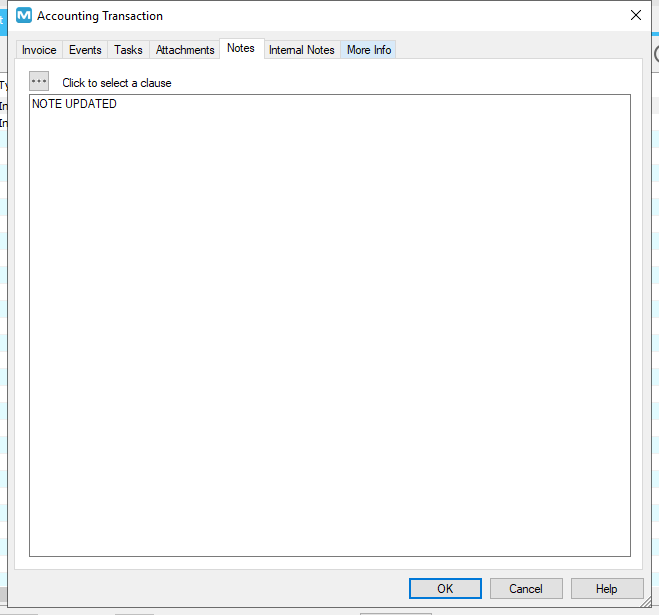 Accounting Transaction
Invoice Events Tasks Attachments Notes Internal Notes More Info
... Click to select a clause
NOTE UPDATED
OK Cancel Help